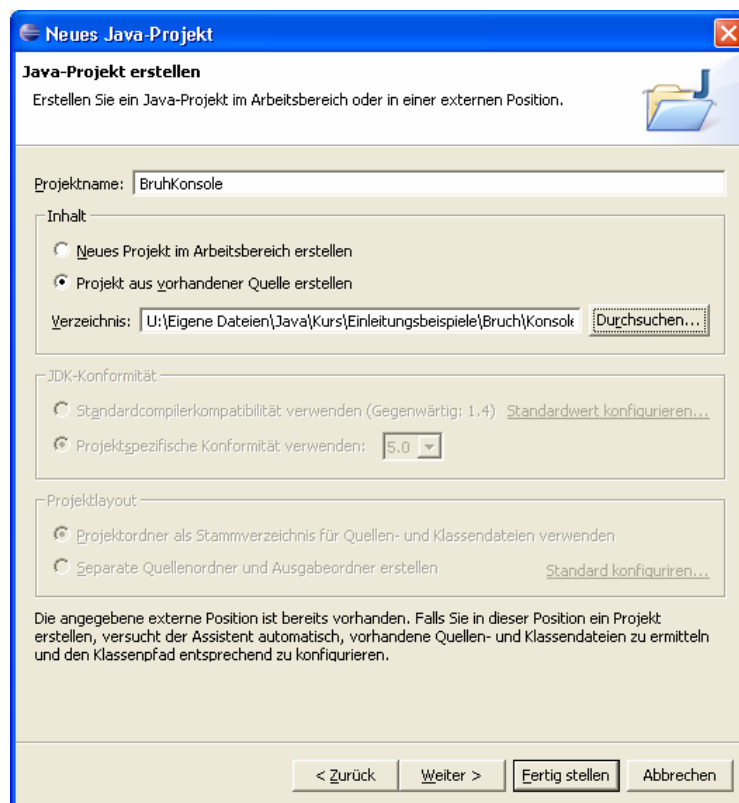 Neues Java-Projekt
Java-Projekt erstellen
Erstellen Sie ein Java-Projekt im Arbeitsbereich oder in einer externen Position.
Projektname: BruhKonsole
Inhalt
Neues Projekt im Arbeitsbereich erstellen
Projekt aus vorhandener Quelle erstellen
Verzeichnis: U:\Eigene Dateien\Java\Kurs\Einleitungsbeispiele\Bruch\Konsole Durchsuchen...
JDK-Konformität
Standardcompilerkompatibilität verwenden (Gegenwärtig: 1.4) Standardwert konfigurieren...
Projektspezifische Konformität verwenden: 5.0
Projektlayout
Projektordner als Stammverzeichnis für Quellen- und Klassendateien verwenden
Separate Quellenordner und Ausgabeordner erstellen Standard konfiguriren...
Die angegebene externe Position ist bereits vorhanden. Falls Sie in dieser Position ein Projekt
erstellen, versucht der Assistent automatisch, vorhandene Quellen- und Klassendateien zu ermitteln
und den Klassenpfad entsprechend zu konfigurieren.
< Zurück Weiter > Fertig stellen Abbrechen